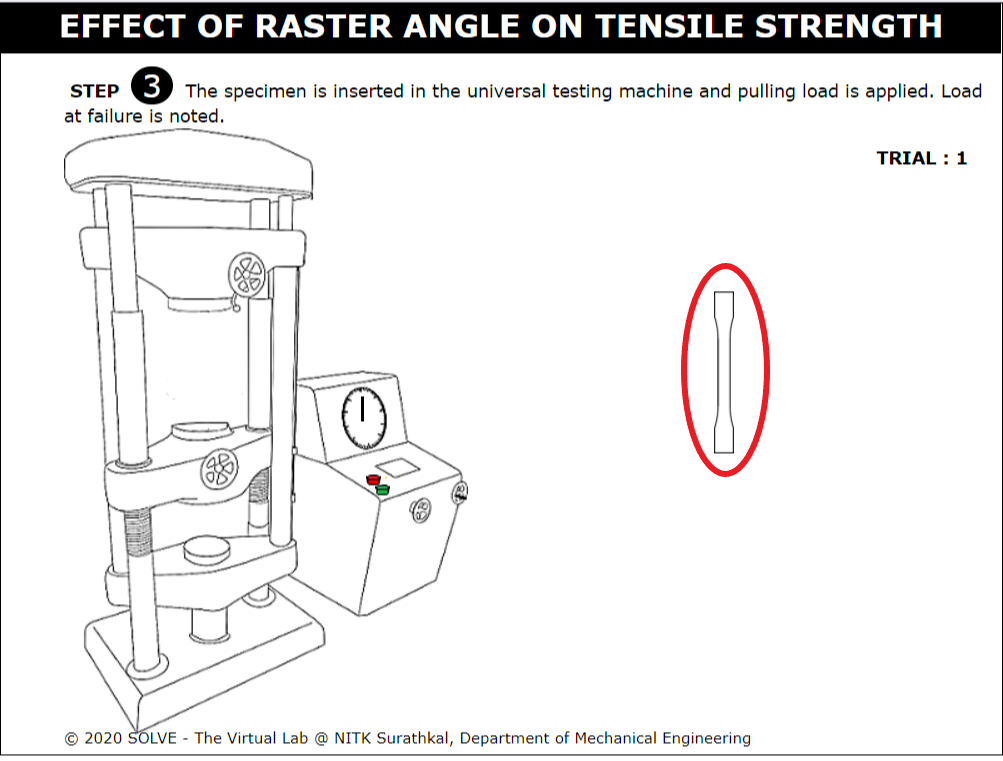 EFFECT OF RASTER ANGLE ON TENSILE STRENGTH
STEP 3 The specimen is inserted in the universal testing machine and pulling load is applied. Load
at failure is noted.
TRIAL : 1
© 2020 SOLVE - The Virtual Lab @ NITK Surathkal, Department of Mechanical Engineering